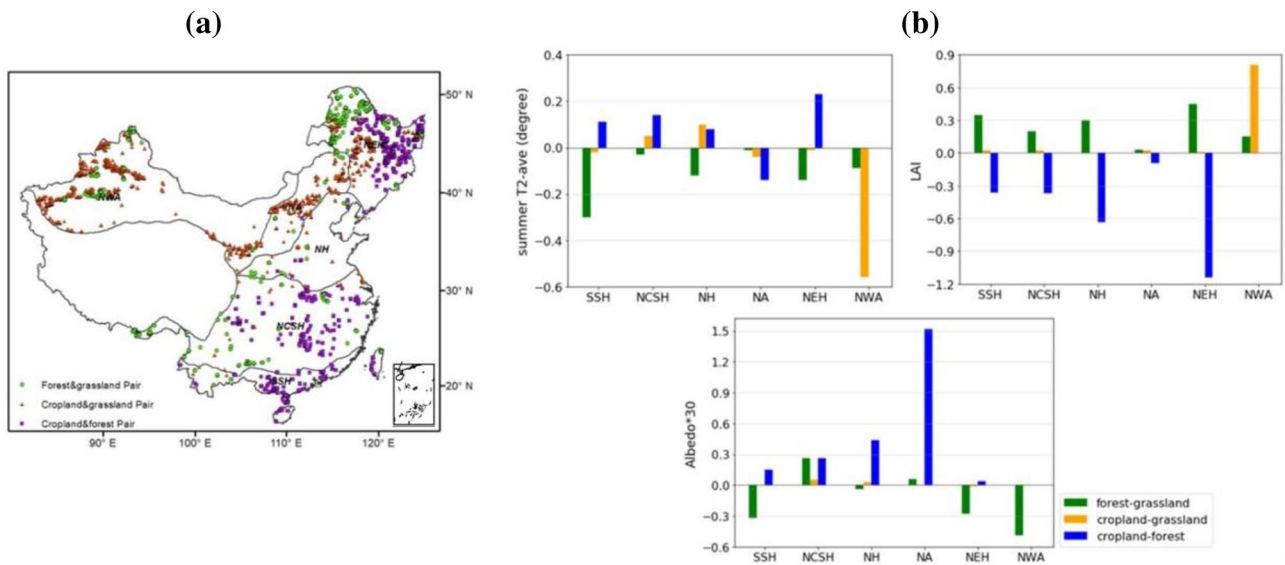 (a)
50° N
40° N
30° N
20° N
NEH
NWA
NA
NH
NCSH
SSH
Forest&grassland Pair
Cropland&grassland Pair
Cropland&forest Pair
90° E 100° E 110° E 120° E
(b)
summer T2-ave (degree)
0.4
0.2
0.0
−0.2
−0.4
−0.6
SSH NCSH NH NA NEH NWA
LAI
0.9
0.6
0.3
0.0
−0.3
−0.6
−0.9
−1.2
SSH NCSH NH NA NEH NWA
Albedo*30
1.5
1.2
0.9
0.6
0.3
0.0
−0.3
−0.6
SSH NCSH NH NA NEH NWA
forest-grassland
cropland-grassland
cropland-forest